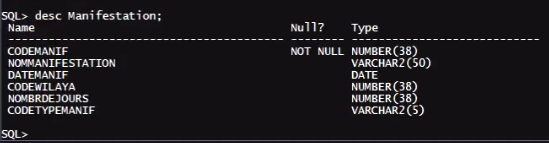 SQL> desc Manifestation;
Name Null? Type
----------------------------------------- -------- ----------------------------
CODEMANIF NOT NULL NUMBER(38)
NOMMANIFESTATION VARCHAR2(50)
DATEMANIF DATE
CODEWILAYA NUMBER(38)
NOMBRDEJOURS NUMBER(38)
CODETYPEMANIF VARCHAR2(5)
SQL>